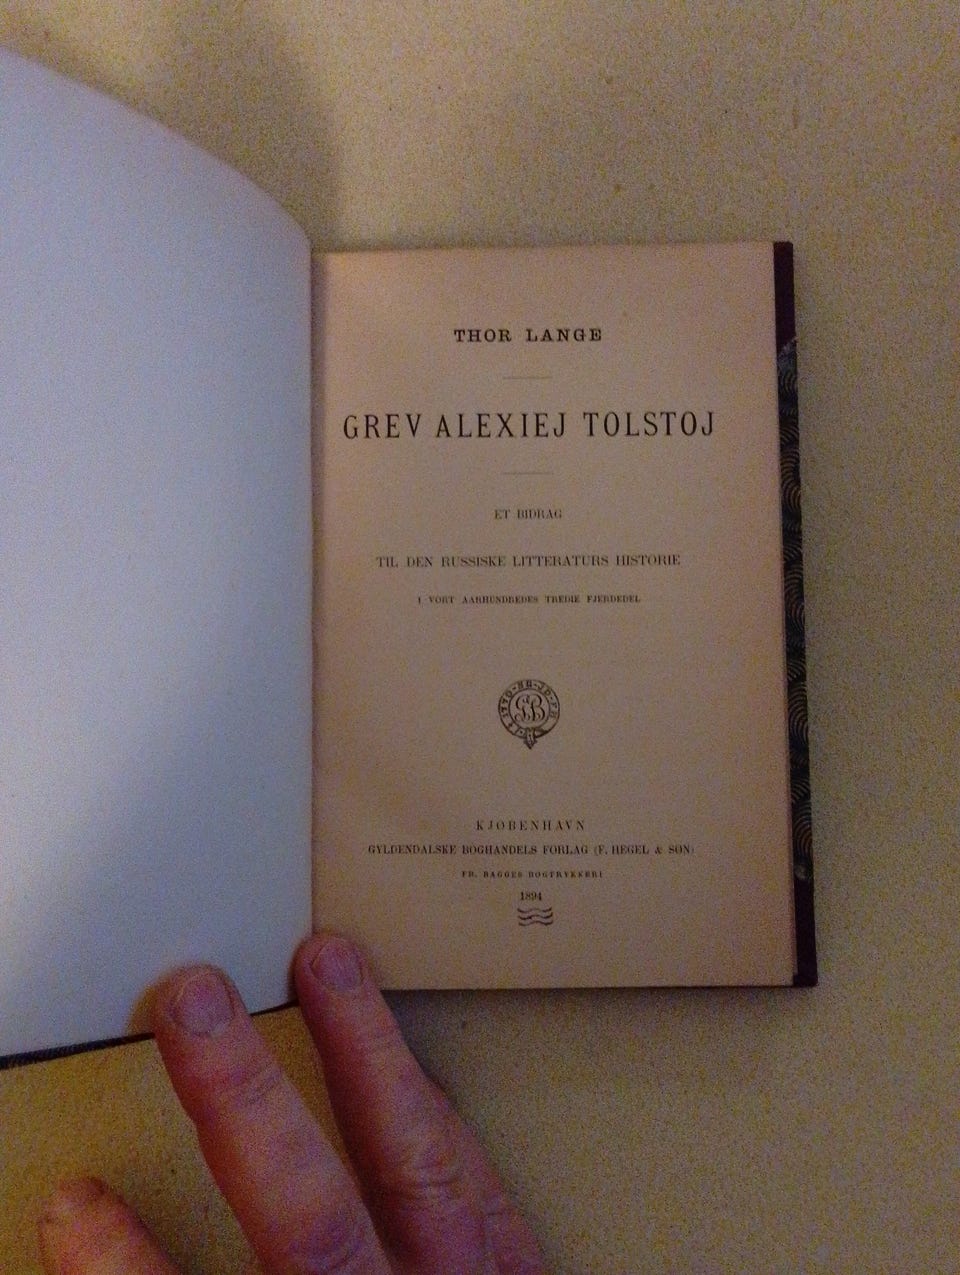 THOR LANGE
GREV ALEXIEJ TOLSTOJ
ET BIDRAG
TIL DEN RUSSISKE LITTERATURS HISTORIE
I VORT AARHUNDREDES TREDIE FJERDEDEL
KJØBENHAVN
GYLDENDALSKE BOGHANDELS FORLAG (F. HEGEL & SØN)
FR. BAGGES BOGTRYKKERI
1894